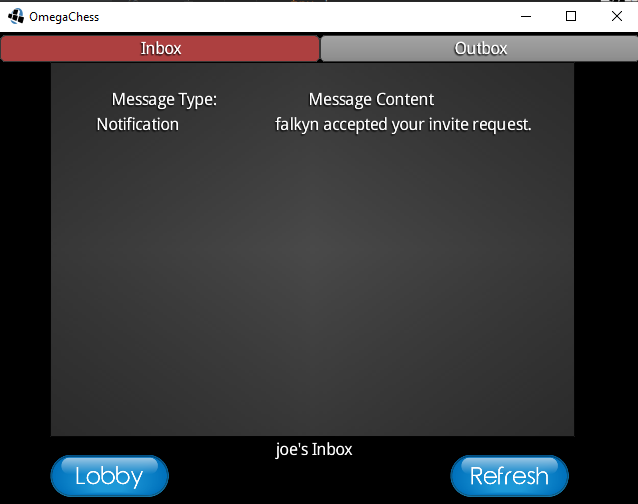 OmegaChess
Inbox Outbox
Message Type: Message Content
Notification falkyn accepted your invite request.
joe's Inbox
Lobby Refresh